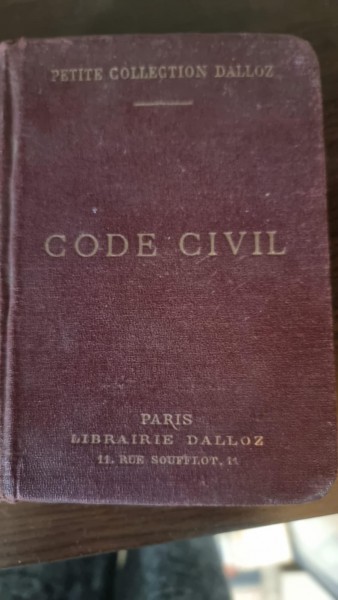 PETITE COLLECTION DALLOZ
CODE CIVIL
PARIS
LIBRAIRIE DALLOZ
11, RUE SOUFFLOT, 11